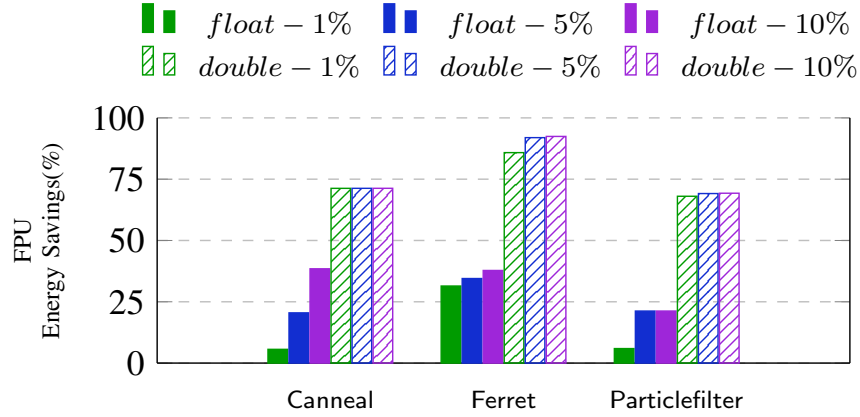 float − 1% float − 5% float − 10%
double − 1% double − 5% double − 10%
FPU
Energy Savings(%)
100
75
50
25
0
Canneal Ferret Particlefilter